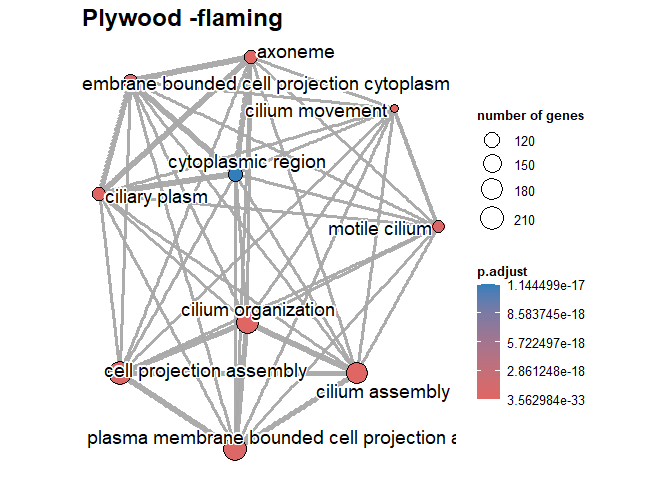 Plywood -flaming
axoneme
embrane bounded cell projection cytoplasm
cilium movement
number of genes
120
150
180
210
cytoplasmic region
ciliary plasm
motile cilium
p.adjust
1.144499e-17
8.583745e-18
5.722497e-18
2.861248e-18
3.562984e-33
cilium organization
cell projection assembly
cilium assembly
plasma membrane bounded cell projection a